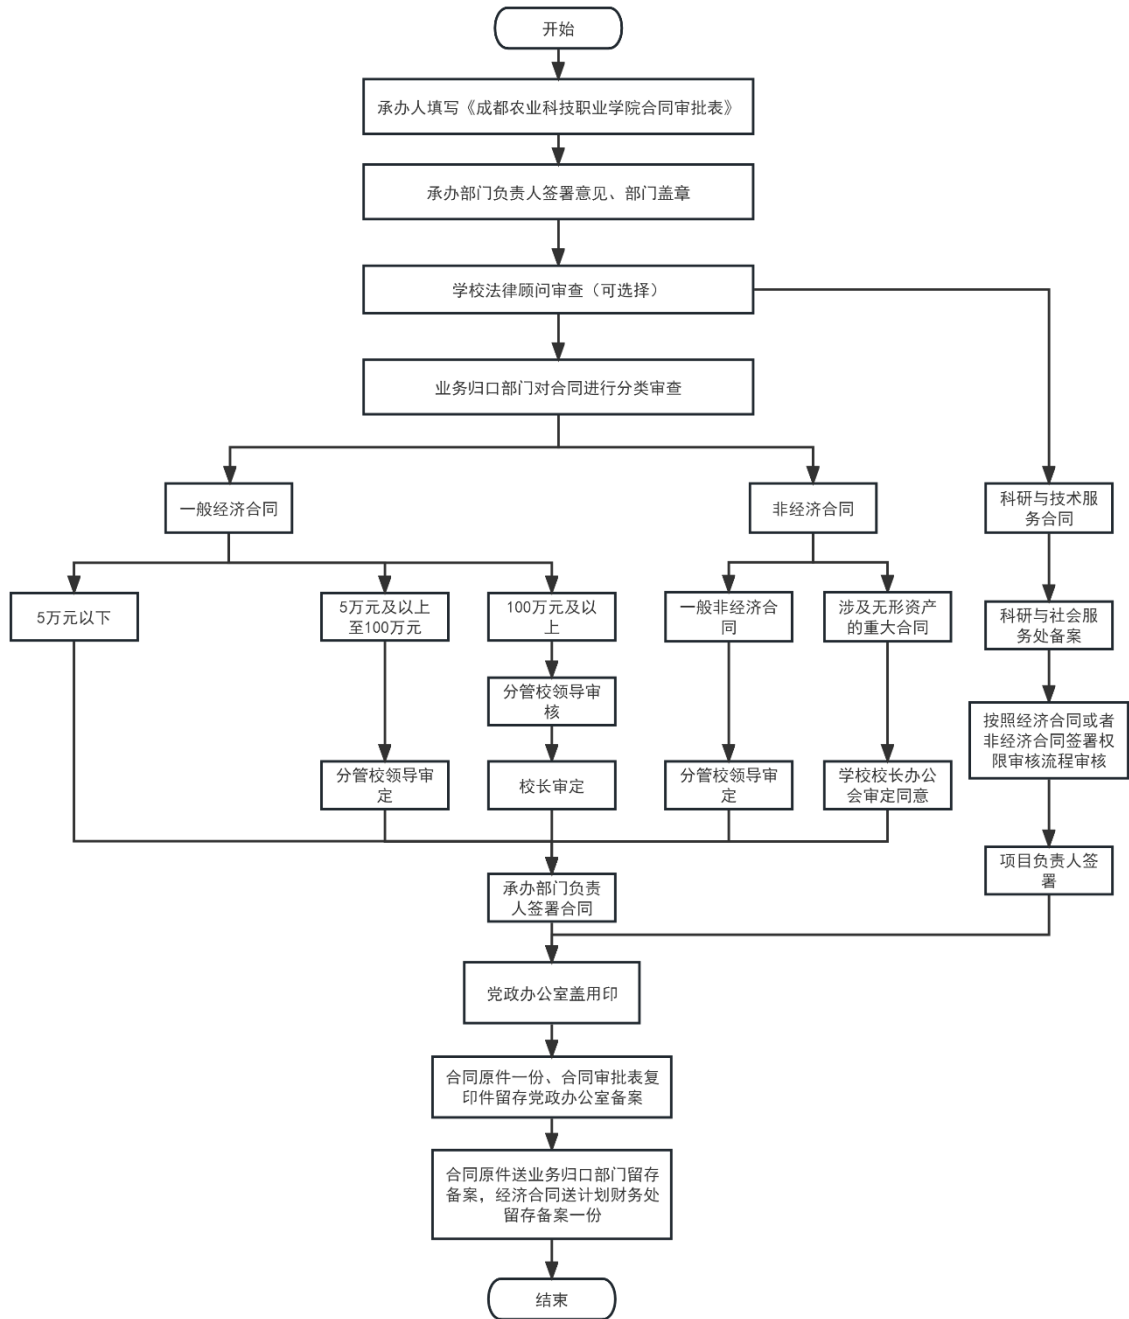 开始
承办人填写《成都农业科技职业学院合同审批表》
承办部门负责人签署意见、部门盖章
学校法律顾问审查（可选择）
业务归口部门对合同进行分类审查
一般经济合同
非经济合同
科研与技术服
务合同
5万元以下
5万元及以上
至100万元
100万元及以
上
一般非经济合
同
涉及无形资产
的重大合同
科研与社会服
务处备案
分管校领导审
核
按照经济合同或者
非经济合同签署权
限审核流程审核
分管校领导审
定
校长审定
分管校领导审
定
学校校长办公
会审定同意
项目负责人签
署
承办部门负责
人签署合同
党政办公室盖用印
合同原件一份、合同审批表复
印件留存党政办公室备案
合同原件送业务归口部门留存
备案，经济合同送计划财务处
留存备案一份
结束